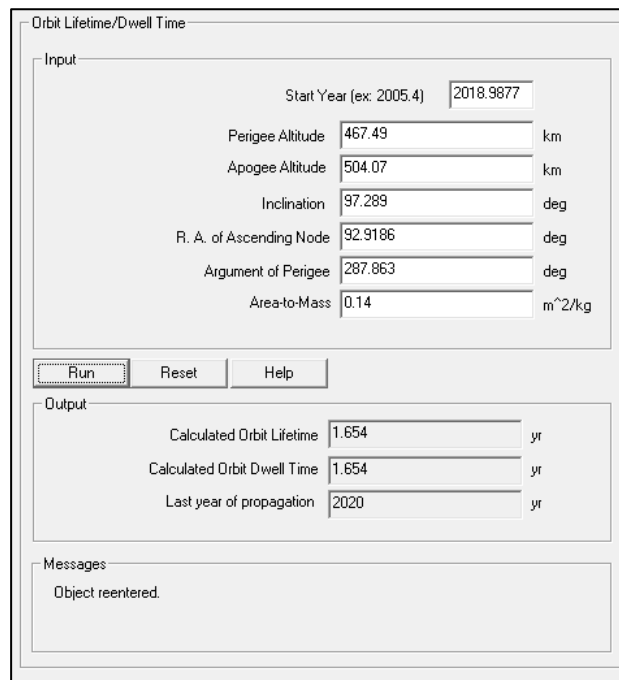 Orbit Lifetime/Dwell Time
Input
Start Year (ex: 2005.4) 2018.9877
Perigee Altitude 467.49 km
Apogee Altitude 504.07 km
Inclination 97.289 deg
R. A. of Ascending Node 92.9186 deg
Argument of Perigee 287.863 deg
Area-to-Mass 0.14 m^2/kg
Run Reset Help
Output
Calculated Orbit Lifetime 1.654 yr
Calculated Orbit Dwell Time 1.654 yr
Last year of propagation 2020 yr
Messages
Object reentered.